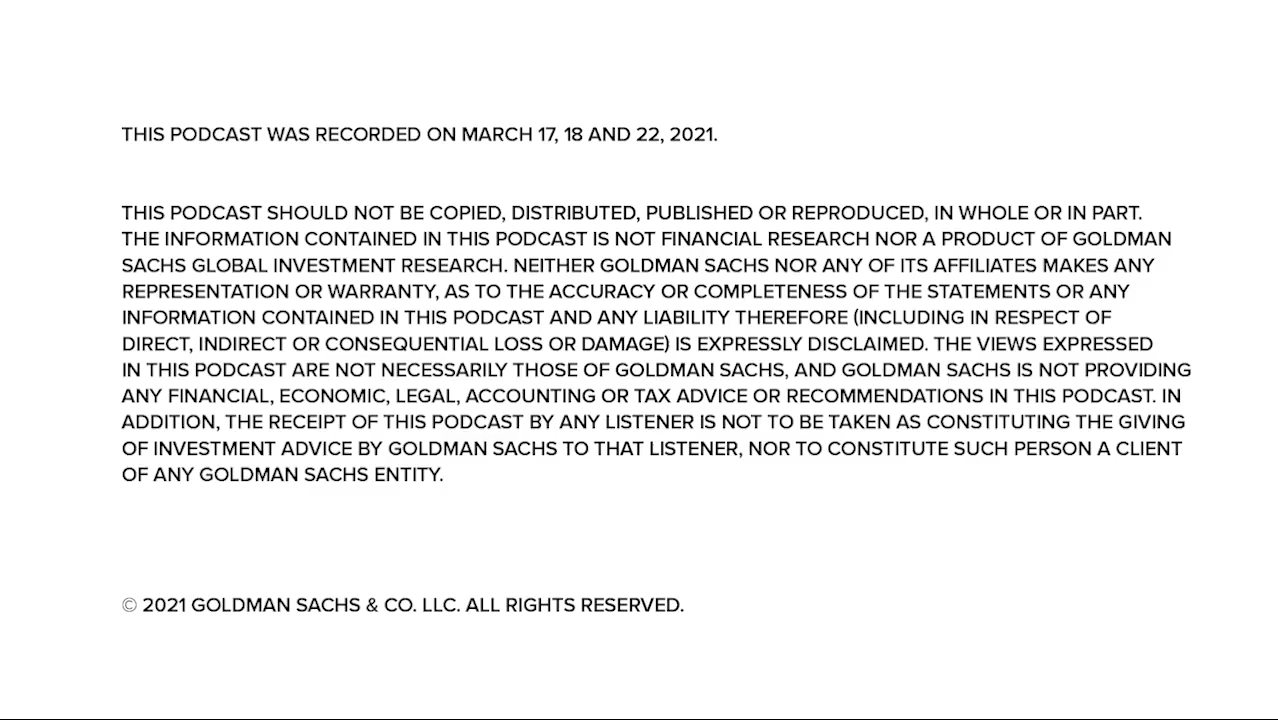 THIS PODCAST WAS RECORDED ON MARCH 17, 18 AND 22, 2021.
THIS PODCAST SHOULD NOT BE COPIED, DISTRIBUTED, PUBLISHED OR REPRODUCED, IN WHOLE OR IN PART.
THE INFORMATION CONTAINED IN THIS PODCAST IS NOT FINANCIAL RESEARCH NOR A PRODUCT OF GOLDMAN
SACHS GLOBAL INVESTMENT RESEARCH. NEITHER GOLDMAN SACHS NOR ANY OF ITS AFFILIATES MAKES ANY
REPRESENTATION OR WARRANTY, AS TO THE ACCURACY OR COMPLETENESS OF THE STATEMENTS OR ANY
INFORMATION CONTAINED IN THIS PODCAST AND ANY LIABILITY THEREFORE (INCLUDING IN RESPECT OF
DIRECT, INDIRECT OR CONSEQUENTIAL LOSS OR DAMAGE) IS EXPRESSLY DISCLAIMED. THE VIEWS EXPRESSED
IN THIS PODCAST ARE NOT NECESSARILY THOSE OF GOLDMAN SACHS, AND GOLDMAN SACHS IS NOT PROVIDING
ANY FINANCIAL, ECONOMIC, LEGAL, ACCOUNTING OR TAX ADVICE OR RECOMMENDATIONS IN THIS PODCAST. IN
ADDITION, THE RECEIPT OF THIS PODCAST BY ANY LISTENER IS NOT TO BE TAKEN AS CONSTITUTING THE GIVING
OF INVESTMENT ADVICE BY GOLDMAN SACHS TO THAT LISTENER, NOR TO CONSTITUTE SUCH PERSON A CLIENT
OF ANY GOLDMAN SACHS ENTITY.
© 2021 GOLDMAN SACHS & CO. LLC. ALL RIGHTS RESERVED.